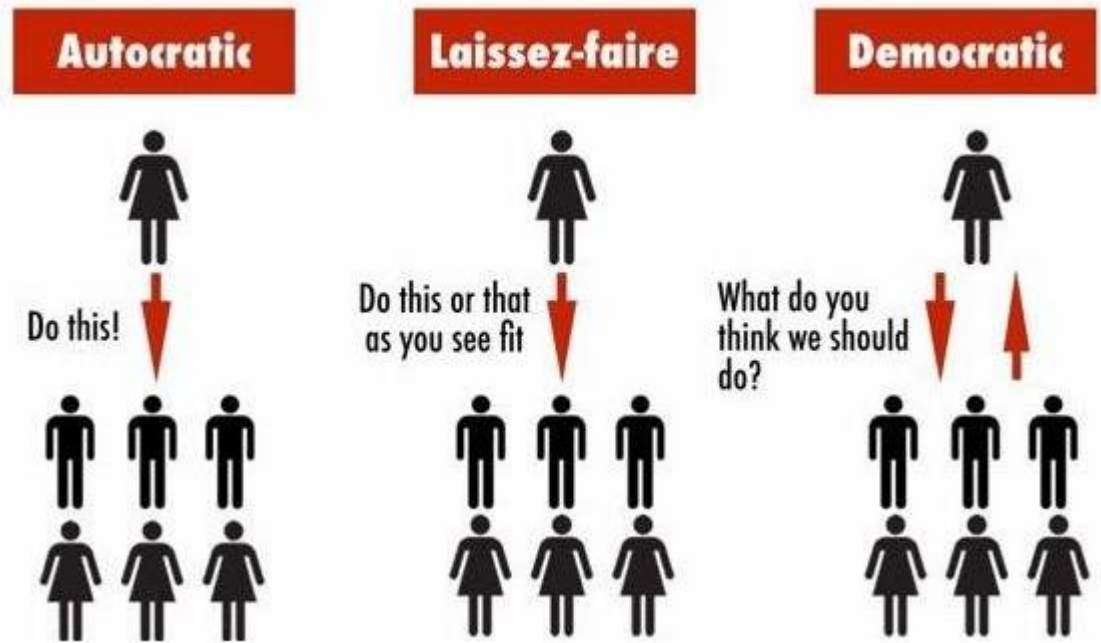 Autocratic
Laissez-faire
Democratic
Do this!
Do this or that
as you see fit
What do you
think we should
do?